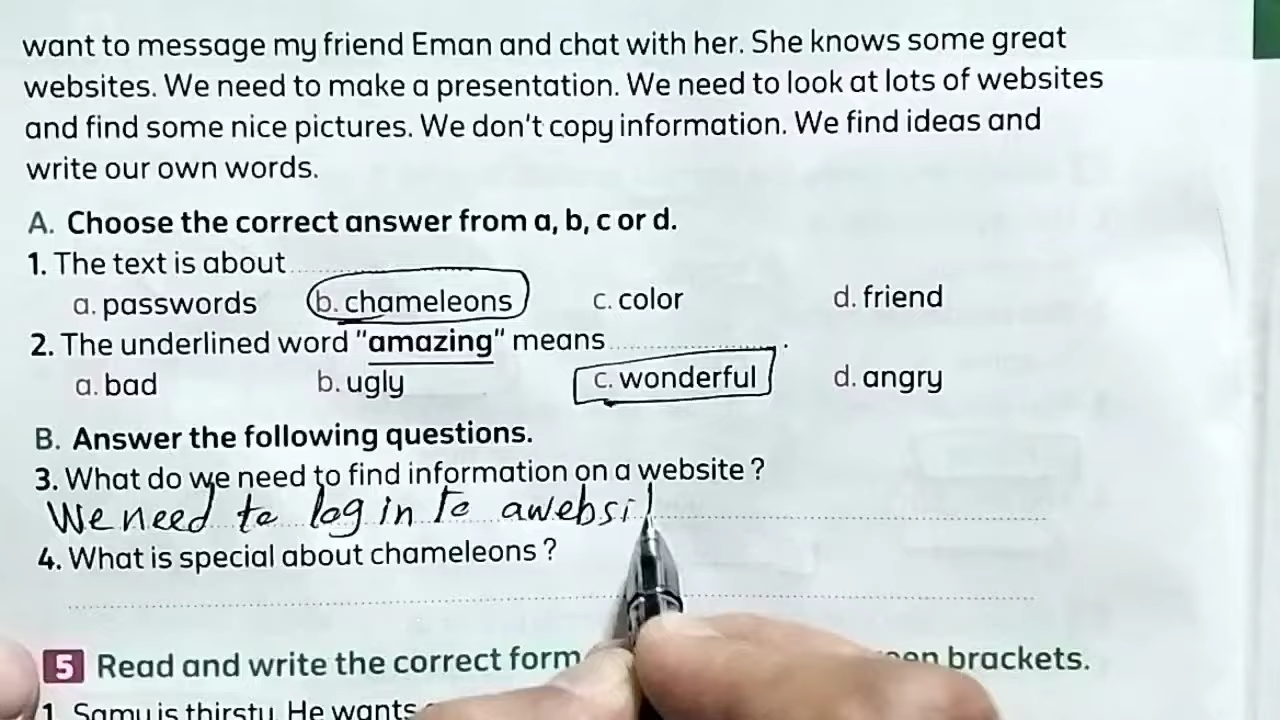 want to message my friend Eman and chat with her. She knows some great
websites. We need to make a presentation. We need to look at lots of websites
and find some nice pictures. We don't copy information. We find ideas and
write our own words.
A. Choose the correct answer from a, b, c or d.
1. The text is about ....................
a. passwords b. chameleons c. color d. friend
2. The underlined word "amazing" means .................... .
a. bad b. ugly c. wonderful d. angry
B. Answer the following questions.
3. What do we need to find information on a website ?
We need to log in to a websit
4. What is special about chameleons ?
5 Read and write the correct form brackets.
1. Samy is thirsty. He wants